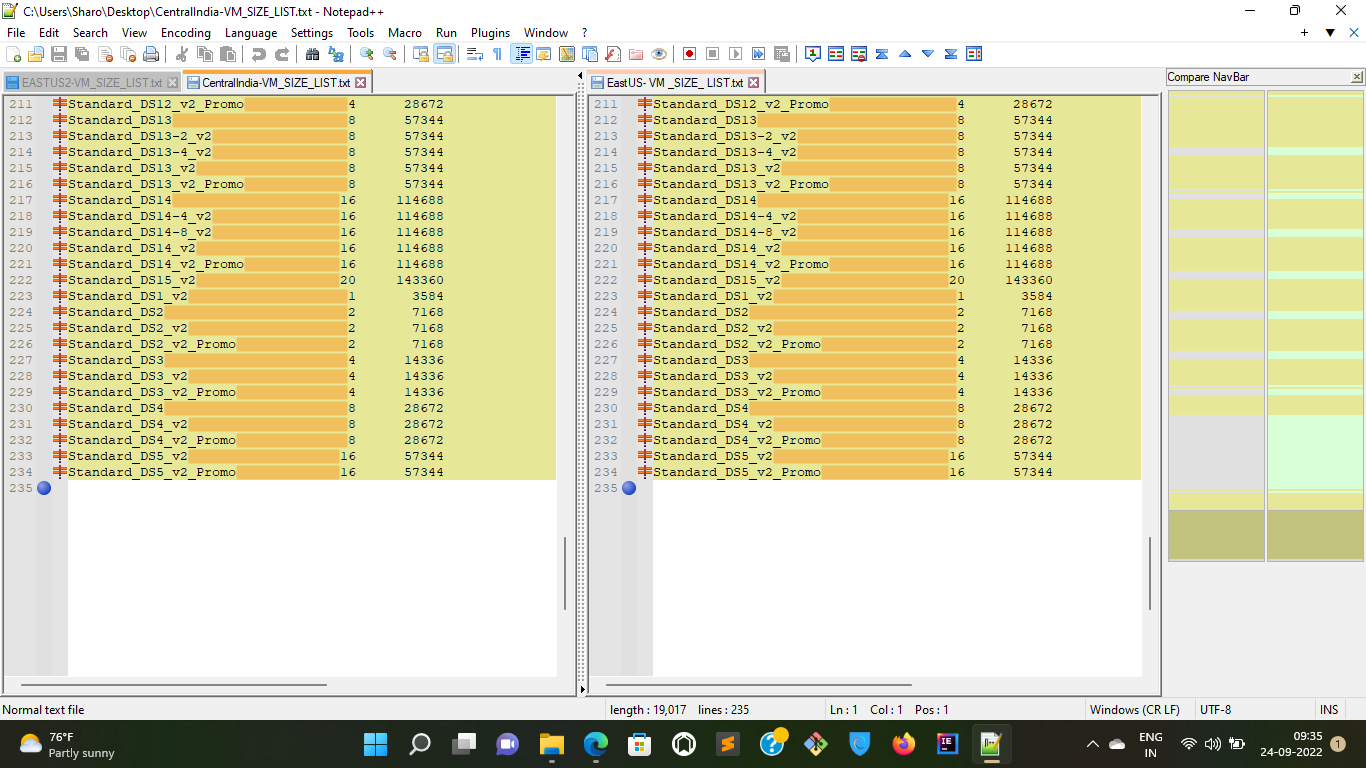 C:\Users\Sharo\Desktop\CentralIndia-VM_SIZE_LIST.txt - Notepad++
File Edit Search View Encoding Language Settings Tools Macro Run Plugins Window ?
EASTUS2-VM_SIZE_LIST.txt CentralIndia-VM_SIZE_LIST.txt EastUS- VM _SIZE_ LIST.txt Compare NavBar
211 Standard_DS12_v2_Promo 4 28672
212 Standard_DS13 8 57344
213 Standard_DS13-2_v2 8 57344
214 Standard_DS13-4_v2 8 57344
215 Standard_DS13_v2 8 57344
216 Standard_DS13_v2_Promo 8 57344
217 Standard_DS14 16 114688
218 Standard_DS14-4_v2 16 114688
219 Standard_DS14-8_v2 16 114688
220 Standard_DS14_v2 16 114688
221 Standard_DS14_v2_Promo 16 114688
222 Standard_DS15_v2 20 143360
223 Standard_DS1_v2 1 3584
224 Standard_DS2 2 7168
225 Standard_DS2_v2 2 7168
226 Standard_DS2_v2_Promo 2 7168
227 Standard_DS3 4 14336
228 Standard_DS3_v2 4 14336
229 Standard_DS3_v2_Promo 4 14336
230 Standard_DS4 8 28672
231 Standard_DS4_v2 8 28672
232 Standard_DS4_v2_Promo 8 28672
233 Standard_DS5_v2 16 57344
234 Standard_DS5_v2_Promo 16 57344
235
211 Standard_DS12_v2_Promo 4 28672
212 Standard_DS13 8 57344
213 Standard_DS13-2_v2 8 57344
214 Standard_DS13-4_v2 8 57344
215 Standard_DS13_v2 8 57344
216 Standard_DS13_v2_Promo 8 57344
217 Standard_DS14 16 114688
218 Standard_DS14-4_v2 16 114688
219 Standard_DS14-8_v2 16 114688
220 Standard_DS14_v2 16 114688
221 Standard_DS14_v2_Promo 16 114688
222 Standard_DS15_v2 20 143360
223 Standard_DS1_v2 1 3584
224 Standard_DS2 2 7168
225 Standard_DS2_v2 2 7168
226 Standard_DS2_v2_Promo 2 7168
227 Standard_DS3 4 14336
228 Standard_DS3_v2 4 14336
229 Standard_DS3_v2_Promo 4 14336
230 Standard_DS4 8 28672
231 Standard_DS4_v2 8 28672
232 Standard_DS4_v2_Promo 8 28672
233 Standard_DS5_v2 16 57344
234 Standard_DS5_v2_Promo 16 57344
235
Normal text file length : 19,017 lines : 235 Ln : 1 Col : 1 Pos : 1 Windows (CR LF) UTF-8 INS
76°F
Partly sunny
ENG
IN
09:35
24-09-2022
1